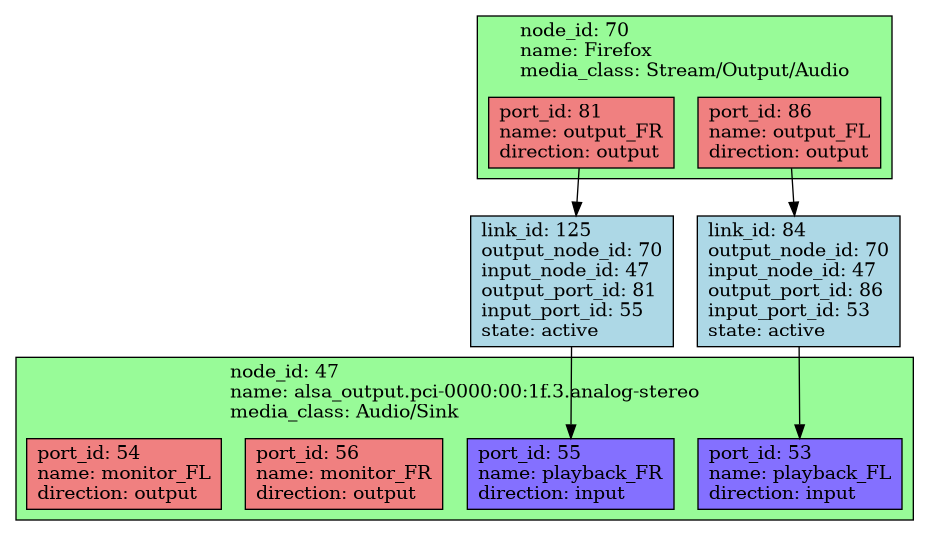 node_id: 70
name: Firefox
media_class: Stream/Output/Audio
port_id: 81
name: output_FR
direction: output
port_id: 86
name: output_FL
direction: output
link_id: 125
output_node_id: 70
input_node_id: 47
output_port_id: 81
input_port_id: 55
state: active
link_id: 84
output_node_id: 70
input_node_id: 47
output_port_id: 86
input_port_id: 53
state: active
node_id: 47
name: alsa_output.pci-0000:00:1f.3.analog-stereo
media_class: Audio/Sink
port_id: 54
name: monitor_FL
direction: output
port_id: 56
name: monitor_FR
direction: output
port_id: 55
name: playback_FR
direction: input
port_id: 53
name: playback_FL
direction: input